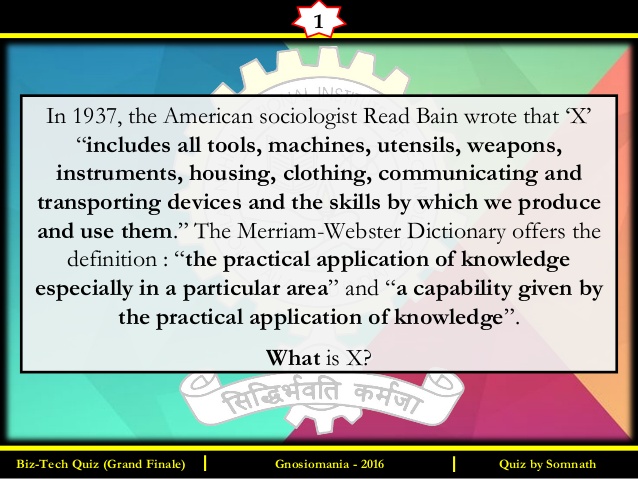 1
In 1937, the American sociologist Read Bain wrote that ‘X’
“includes all tools, machines, utensils, weapons,
instruments, housing, clothing, communicating and
transporting devices and the skills by which we produce
and use them.” The Merriam-Webster Dictionary offers the
definition : “the practical application of knowledge
especially in a particular area” and “a capability given by
the practical application of knowledge”.
What is X?
सिद्धिर्भवति कर्मजा
Biz-Tech Quiz (Grand Finale) | Gnosiomania - 2016 | Quiz by Somnath